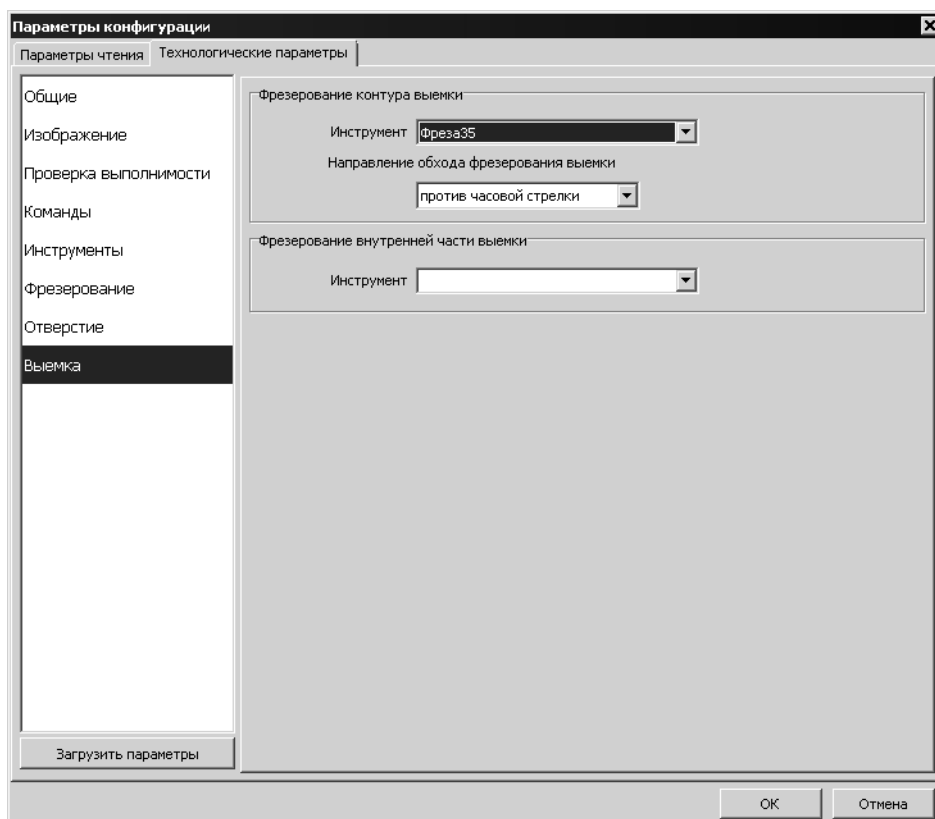 Параметры конфигурации
Параметры чтения Технологические параметры
Общие
Изображение
Проверка выполнимости
Команды
Инструменты
Фрезерование
Отверстие
Выемка
Загрузить параметры
Фрезерование контура выемки
Инструмент Фреза35
Направление обхода фрезерования выемки
против часовой стрелки
Фрезерование внутренней части выемки
Инструмент
OK Отмена